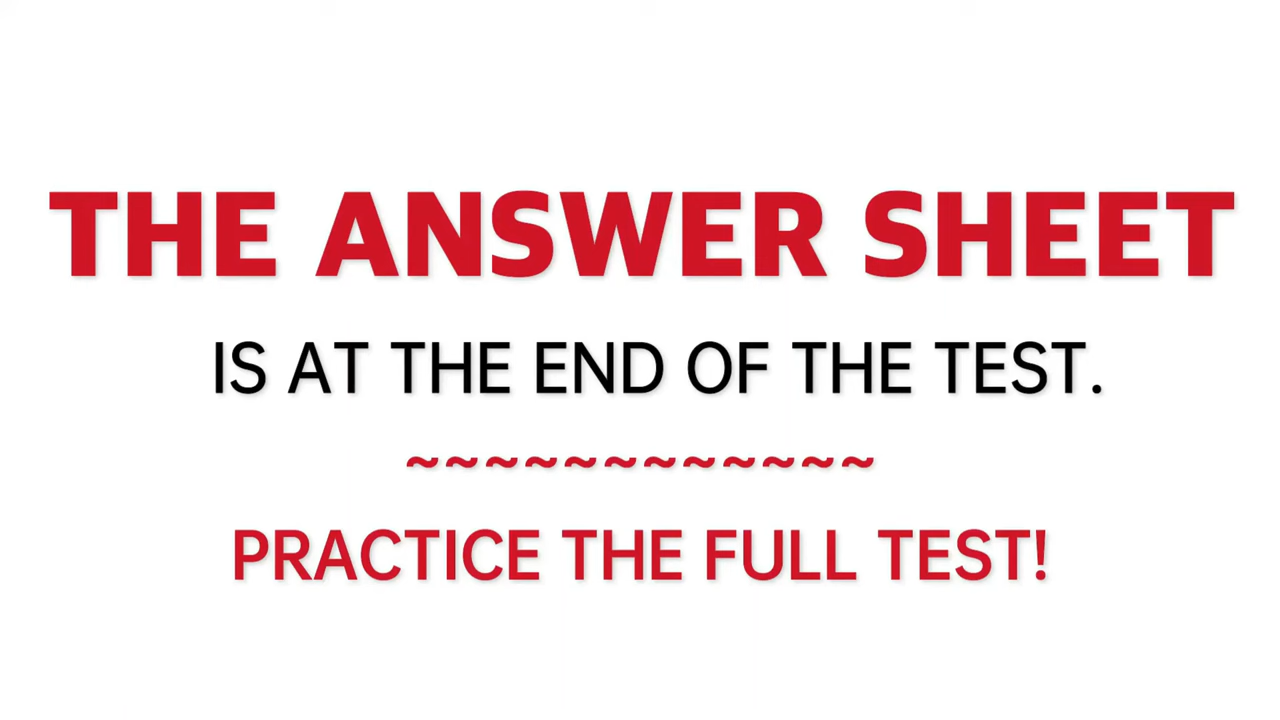 THE ANSWER SHEET
IS AT THE END OF THE TEST.
~~~~~~~~~~~~
PRACTICE THE FULL TEST!